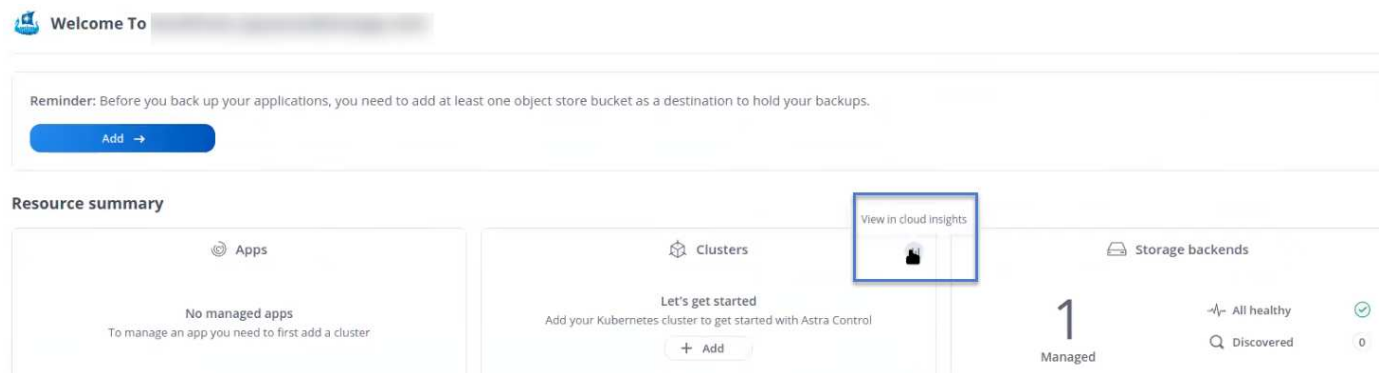 Welcome To
Reminder: Before you back up your applications, you need to add at least one object store bucket as a destination to hold your backups.
Add →
Resource summary
View in cloud insights
Apps
No managed apps
To manage an app you need to first add a cluster
Clusters
Let's get started
Add your Kubernetes cluster to get started with Astra Control
+ Add
Storage backends
1
Managed
All healthy
Discovered 0